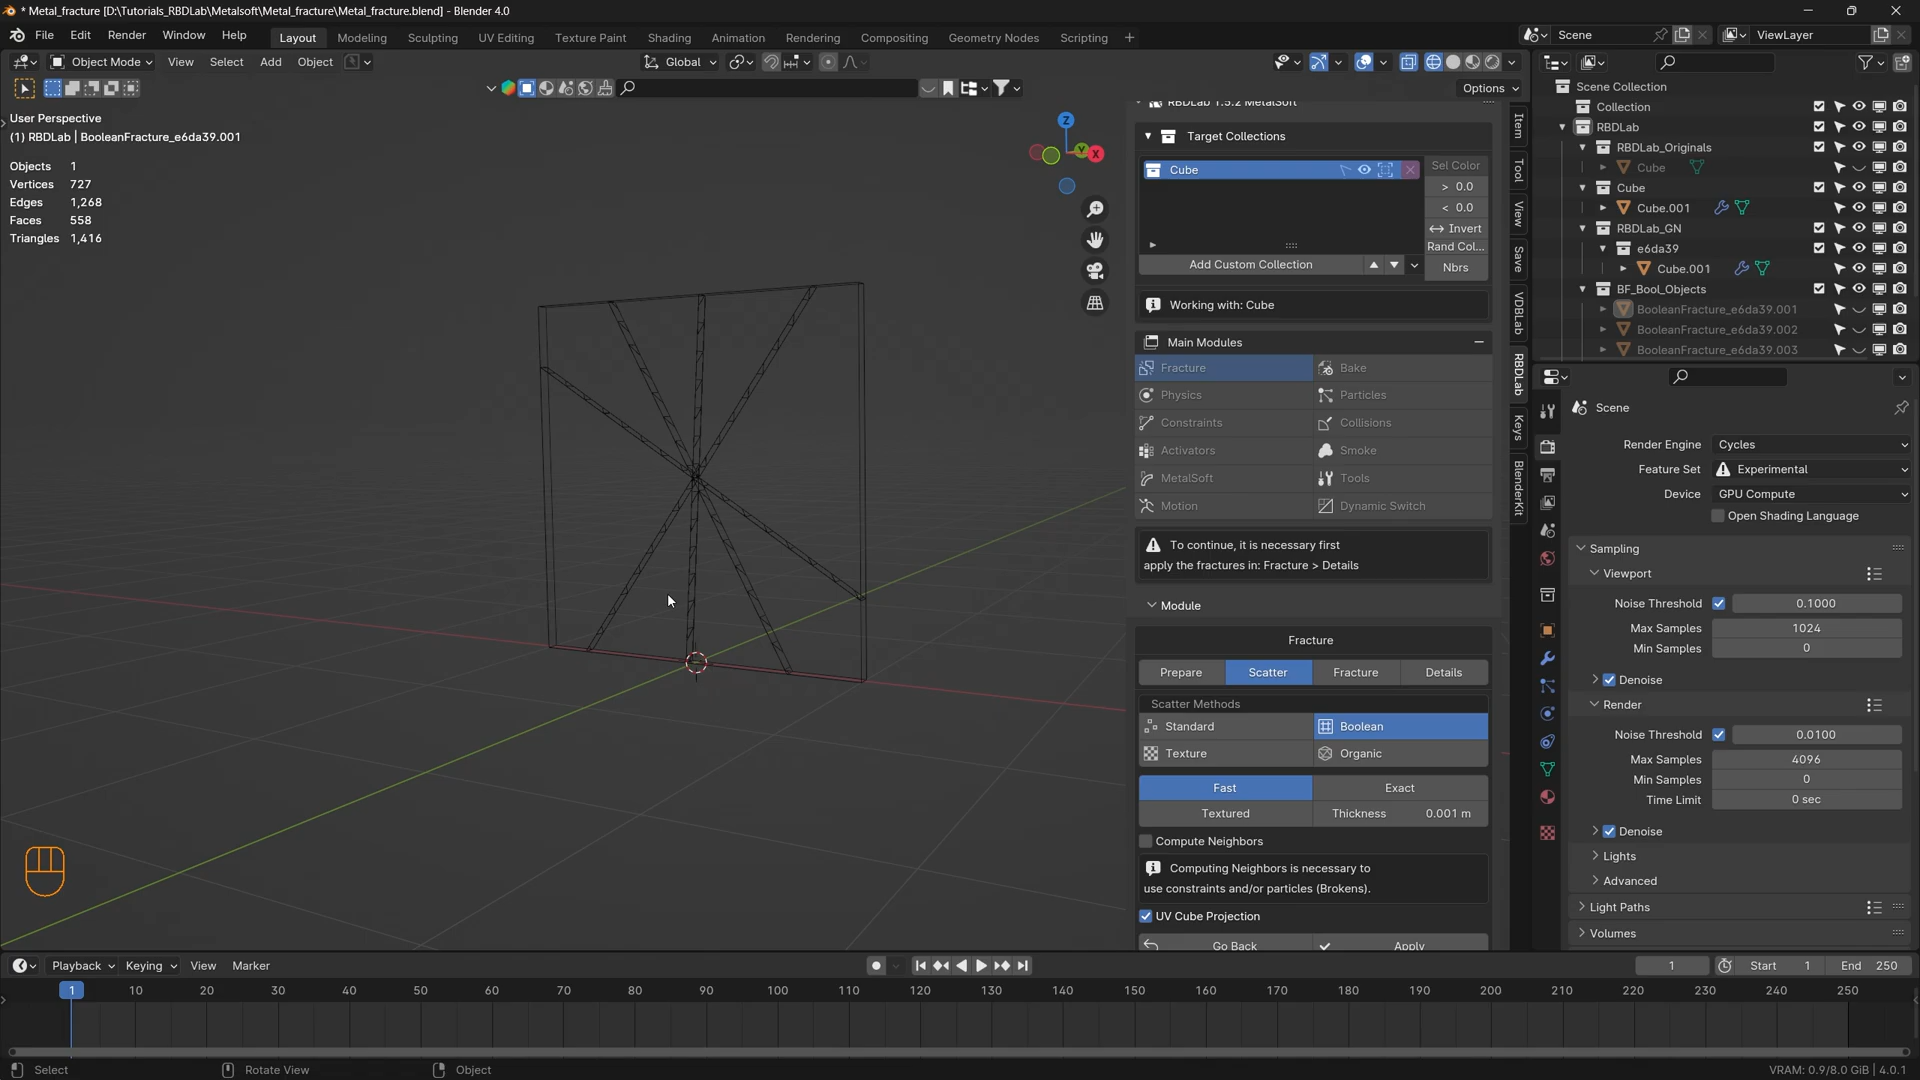 * Metal_fracture [D:\Tutorials_RBDLab\Metalsoft\Metal_fracture\Metal_fracture.blend] - Blender 4.0
File Edit Render Window Help Layout Modeling Sculpting UV Editing Texture Paint Shading Animation Rendering Compositing Geometry Nodes Scripting + Scene ViewLayer
Object Mode View Select Add Object Global
Options
User Perspective
(1) RBDLab | BooleanFracture_e6da39.001
Objects 1
Vertices 727
Edges 1,268
Faces 558
Triangles 1,416
Z
Y
X
RBDLab 1.5.2 MetalSoft
Target Collections
Cube
Sel Color
> 0.0
< 0.0
Invert
Rand Col...
Nbrs
Add Custom Collection
Working with: Cube
Main Modules
Fracture Bake
Physics Particles
Constraints Collisions
Activators Smoke
MetalSoft Tools
Motion Dynamic Switch
To continue, it is necessary first
apply the fractures in: Fracture > Details
Module
Fracture
Prepare Scatter Fracture Details
Scatter Methods
Standard Boolean
Texture Organic
Fast Exact
Textured Thickness 0.001 m
Compute Neighbors
Computing Neighbors is necessary to
use constraints and/or particles (Brokens).
UV Cube Projection
Go Back Apply
Item
Tool
View
Save
VDBLab
RBDLab
Keys
BlenderKit
Scene Collection
Collection
RBDLab
RBDLab_Originals
Cube
Cube
Cube.001
RBDLab_GN
e6da39
Cube.001
BF_Bool_Objects
BooleanFracture_e6da39.001
BooleanFracture_e6da39.002
BooleanFracture_e6da39.003
Scene
Render Engine Cycles
Feature Set Experimental
Device GPU Compute
Open Shading Language
Sampling
Viewport
Noise Threshold 0.1000
Max Samples 1024
Min Samples 0
Denoise
Render
Noise Threshold 0.0100
Max Samples 4096
Min Samples 0
Time Limit 0 sec
Denoise
Lights
Advanced
Light Paths
Volumes
Playback Keying View Marker 1 Start 1 End 250
1 10 20 30 40 50 60 70 80 90 100 110 120 130 140 150 160 170 180 190 200 210 220 230 240 250
Select Rotate View Object VRAM: 0.9/8.0 GiB | 4.0.1